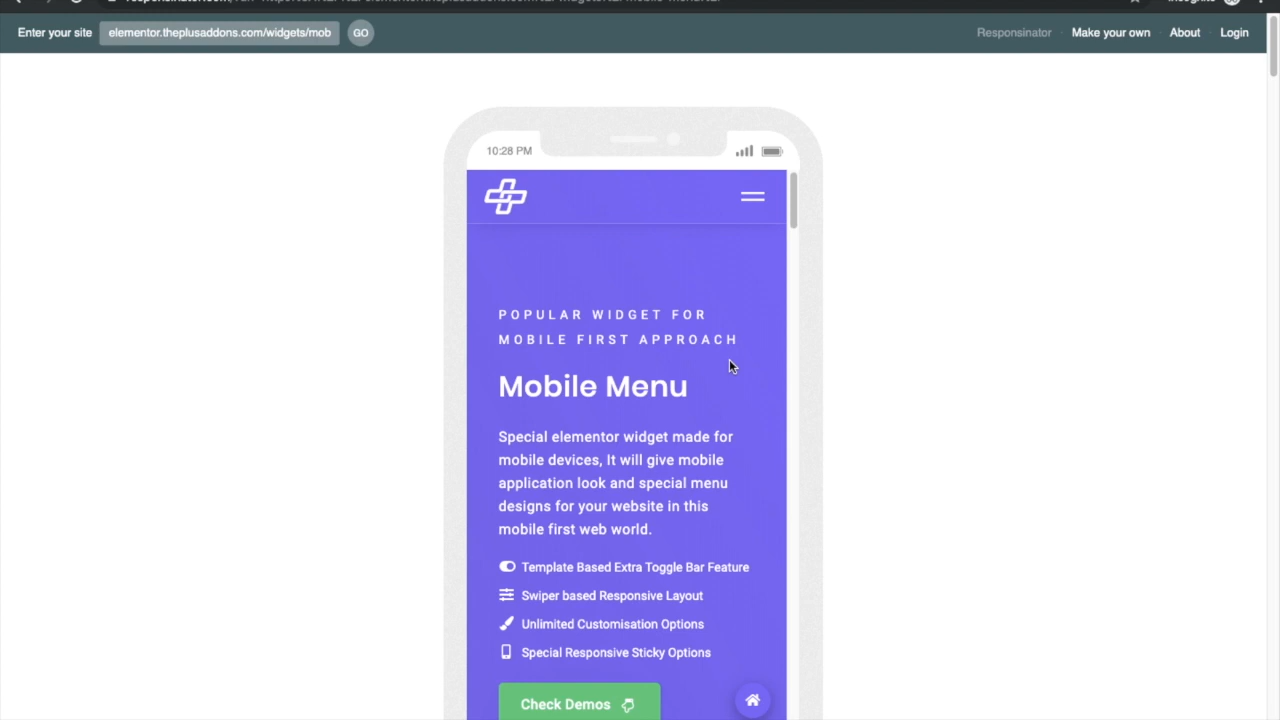 Enter your site
elementor.theplusaddons.com/widgets/mob
GO
Responsinator
Make your own
About
Login
10:28 PM
POPULAR WIDGET FOR
MOBILE FIRST APPROACH
Mobile Menu
Special elementor widget made for
mobile devices, It will give mobile
application look and special menu
designs for your website in this
mobile first web world.
Template Based Extra Toggle Bar Feature
Swiper based Responsive Layout
Unlimited Customisation Options
Special Responsive Sticky Options
Check Demos